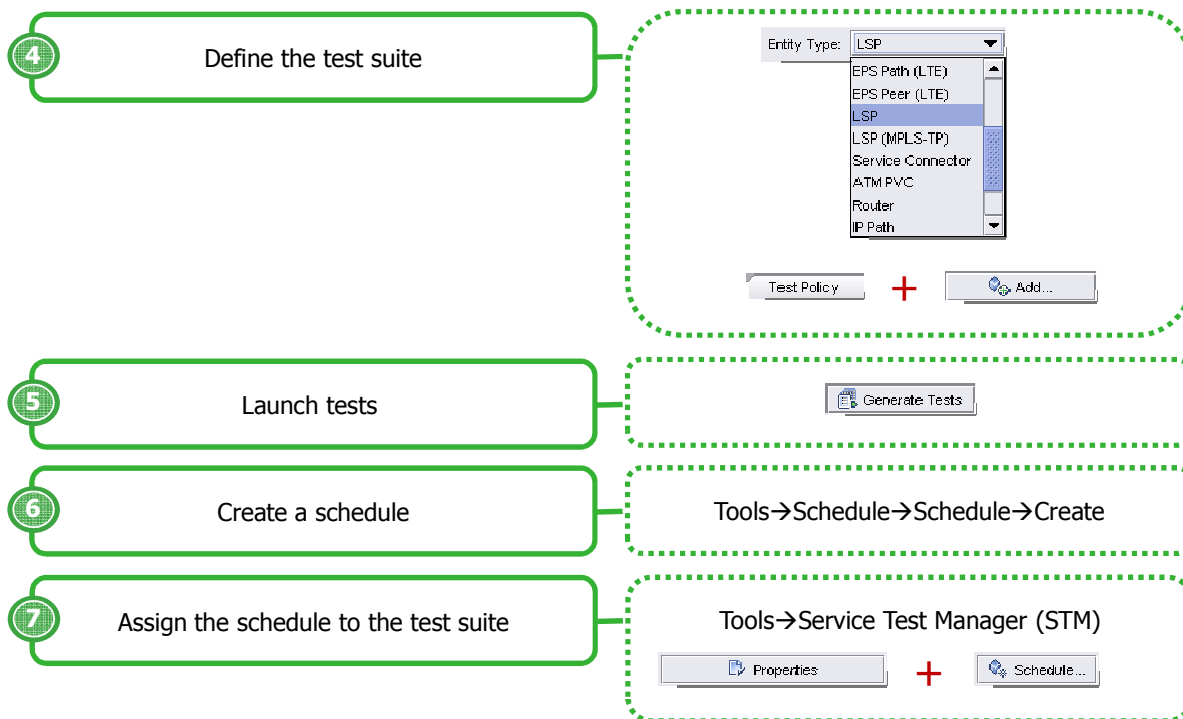 4
Define the test suite
Entity Type: LSP
EPS Path (LTE)
EPS Peer (LTE)
LSP
LSP (MPLS-TP)
Service Connector
ATM PVC
Router
IP Path
Test Policy + Add...
5
Launch tests
Generate Tests
6
Create a schedule
Tools→Schedule→Schedule→Create
7
Assign the schedule to the test suite
Tools→Service Test Manager (STM)
Properties + Schedule...